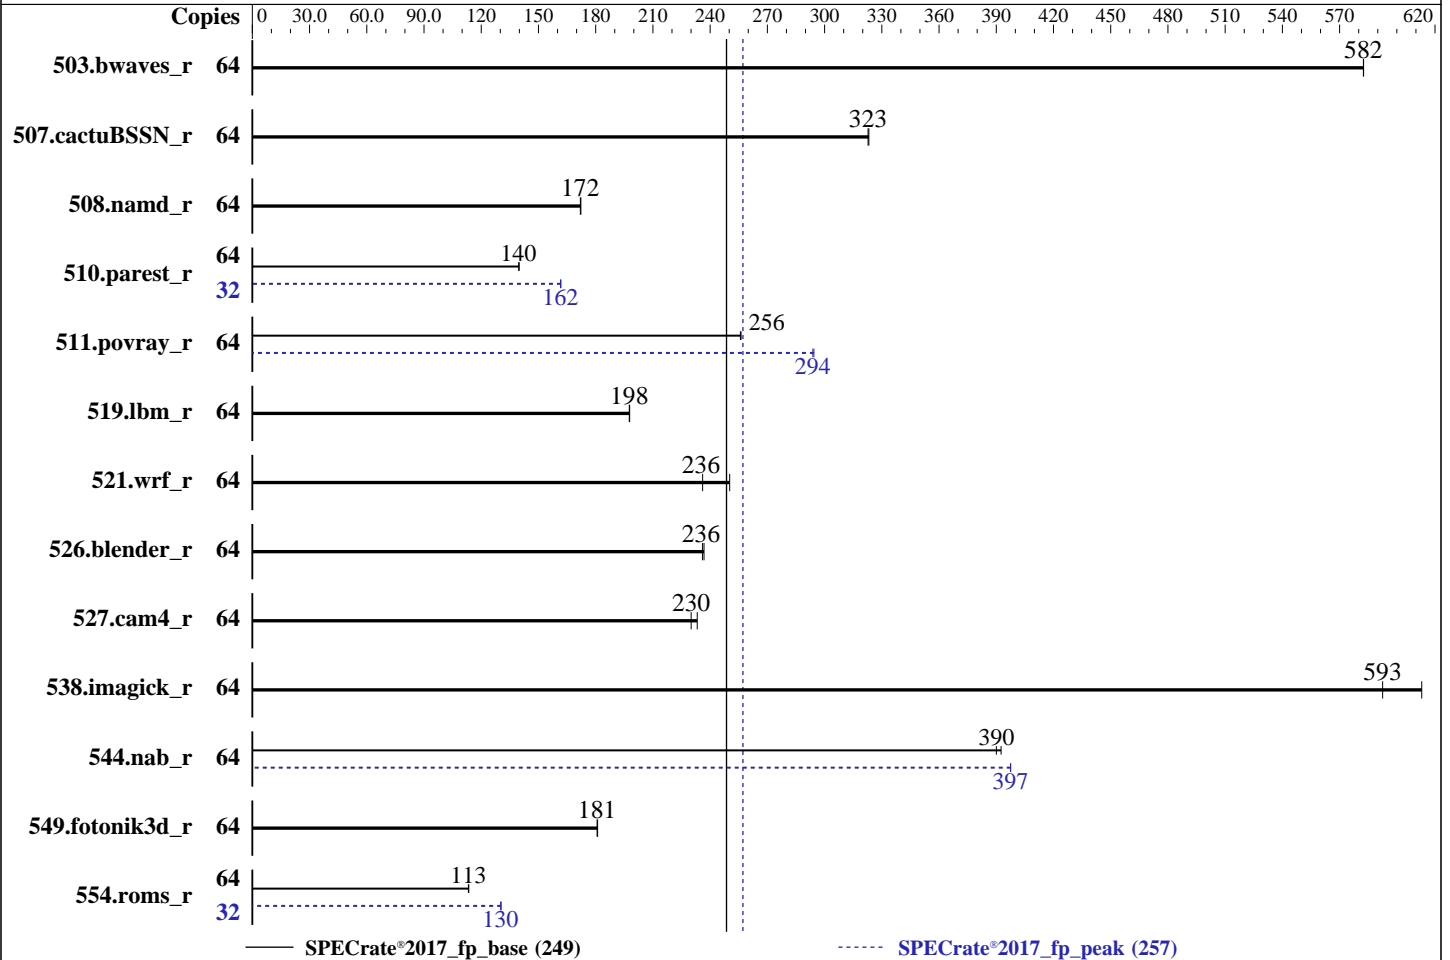 Copies 0 30.0 60.0 90.0 120 150 180 210 240 270 300 330 360 390 420 450 480 510 540 570 620
503.bwaves_r 64 582
507.cactuBSSN_r 64 323
508.namd_r 64 172
510.parest_r 64 140
32 162
511.povray_r 64 256
294
519.lbm_r 64 198
521.wrf_r 64 236
526.blender_r 64 236
527.cam4_r 64 230
538.imagick_r 64 593
544.nab_r 64 390
397
549.fotonik3d_r 64 181
554.roms_r 64 113
32 130
SPECrate®2017_fp_base (249) SPECrate®2017_fp_peak (257)